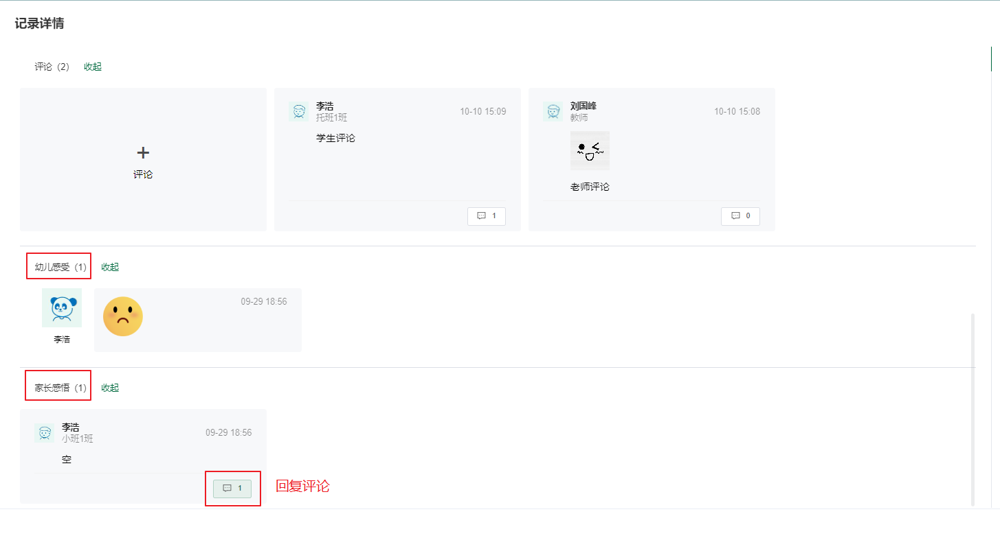 记录详情
评论（2） 收起
+
评论
李浩
托班1班
10-10 15:09
学生评论
1
刘国峰
教师
10-10 15:08
老师评论
0
幼儿感受（1） 收起
李浩
09-29 18:56
家长感悟（1） 收起
李浩
小班1班
09-29 18:56
空
1
回复评论